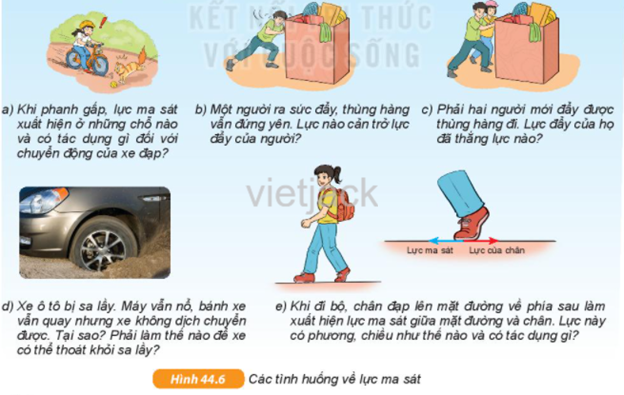 KẾT NỐI TRI THỨC
VỚI CUỘC SỐNG
a) Khi phanh gấp, lực ma sát
xuất hiện ở những chỗ nào
và có tác dụng gì đối với
chuyển động của xe đạp?
b) Một người ra sức đẩy, thùng hàng
vẫn đứng yên. Lực nào cản trở lực
đẩy của người?
c) Phải hai người mới đẩy được
thùng hàng đi. Lực đẩy của họ
đã thắng lực nào?
vietjack
Lực ma sát
Lực của chân
d) Xe ô tô bị sa lầy. Máy vẫn nổ, bánh xe
vẫn quay nhưng xe không dịch chuyển
được. Tại sao? Phải làm thế nào để xe
có thể thoát khỏi sa lầy?
e) Khi đi bộ, chân đạp lên mặt đường về phía sau làm
xuất hiện lực ma sát giữa mặt đường và chân. Lực này
có phương, chiều như thế nào và có tác dụng gì?
Hình 44.6 Các tình huống về lực ma sát